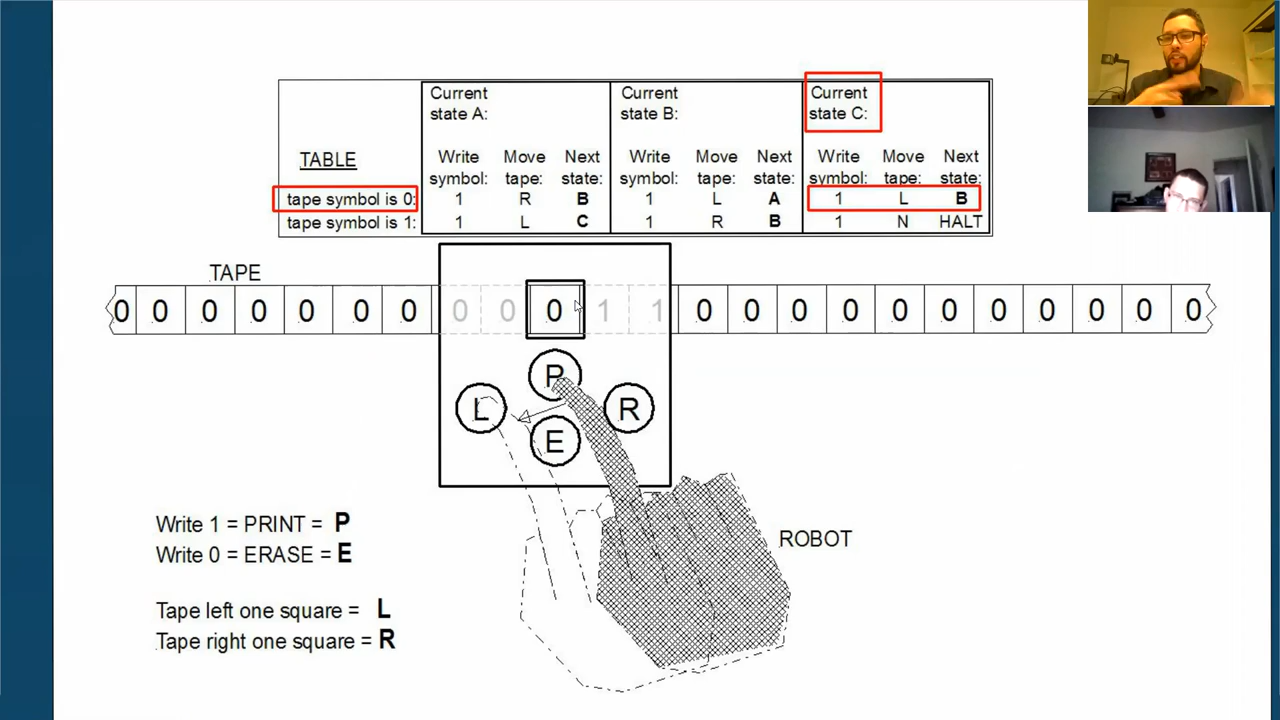 Current state A:
Current state B:
Current state C:
TABLE
Write symbol: Move tape: Next state: Write symbol: Move tape: Next state: Write symbol: Move tape: Next state:
tape symbol is 0: 1 R B 1 L A 1 L B
tape symbol is 1: 1 L C 1 R B 1 N HALT
TAPE
0 0 0 0 0 0 0 0 0 0 1 1 0 0 0 0 0 0 0 0 0 0 0
P
L
R
E
Write 1 = PRINT = P
Write 0 = ERASE = E
ROBOT
Tape left one square = L
Tape right one square = R